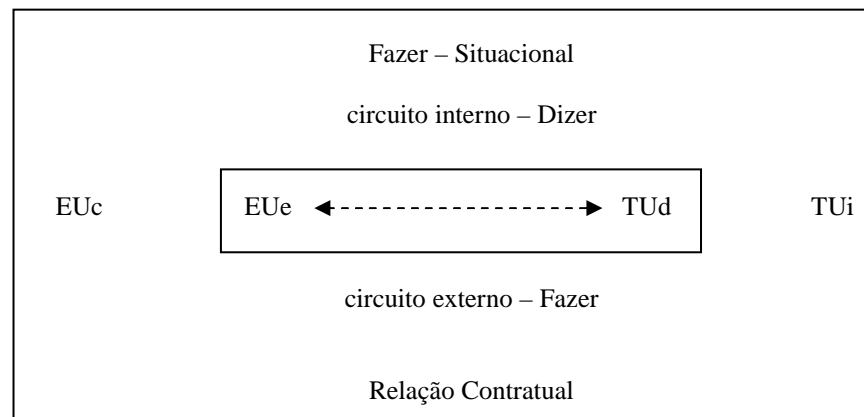 Fazer – Situacional
circuito interno – Dizer
EUc EUe TUd TUi
circuito externo – Fazer
Relação Contratual